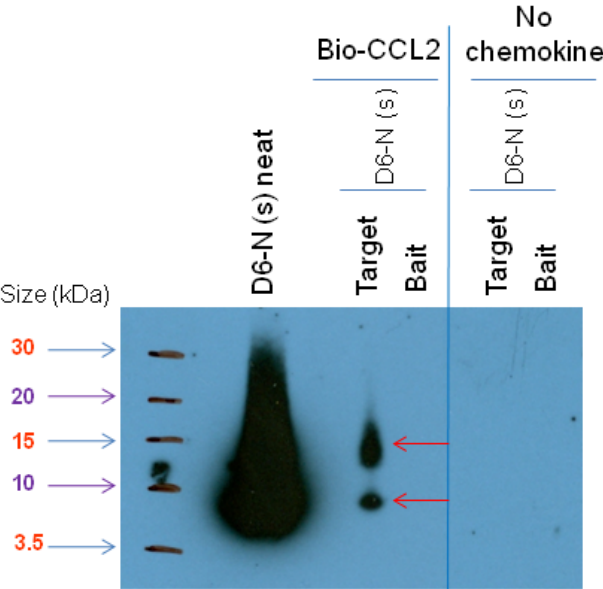 No
chemokine
Bio-CCL2
D6-N (s)
D6-N (s)
D6-N (s) neat
Target
Bait
Target
Bait
Size (kDa)
30
20
15
10
3.5